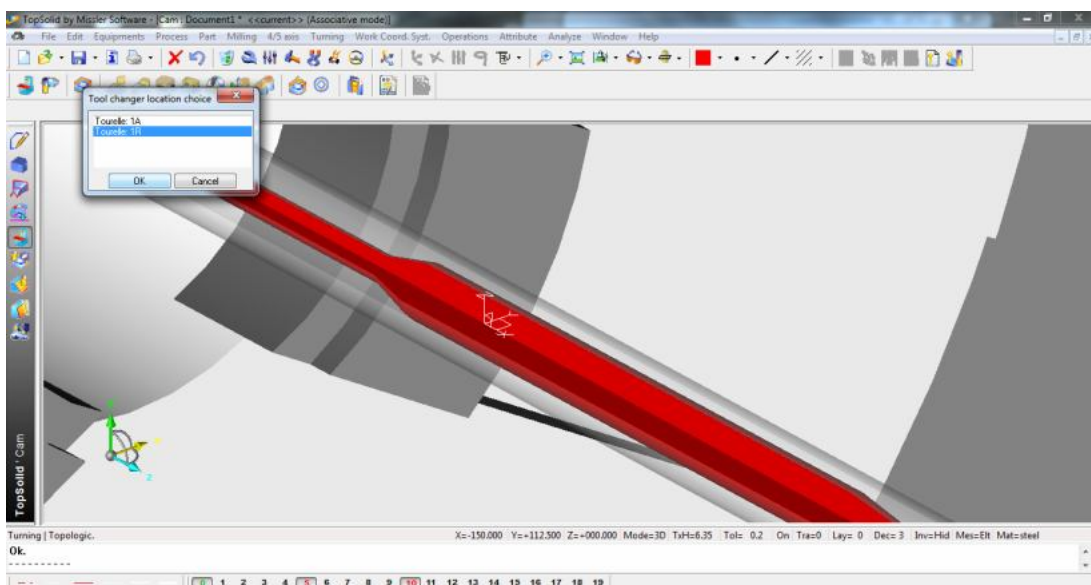 TopSolid by Missler Software - [Cam : Document1 * <<current>> (Associative mode)]
File Edit Equipments Process Part Milling 4/5 axis Turning Work Coord. Syst. Operations Attribute Analyze Window Help
Tool changer location choice
Tourelle: 1A
Tourelle: 1R
OK Cancel
Z
Y
X
z
TopSolid'Cam
Turning | Topologic. X=-150.000 Y=+112.500 Z=+000.000 Mode=3D TxH=6.35 Tol= 0.2 On Tra=0 Lay= 0 Dec= 3 Inv=Hid Mes=Elt Mat=steel
Ok.
----------
0 1 2 3 4 5 6 7 8 9 10 11 12 13 14 15 16 17 18 19